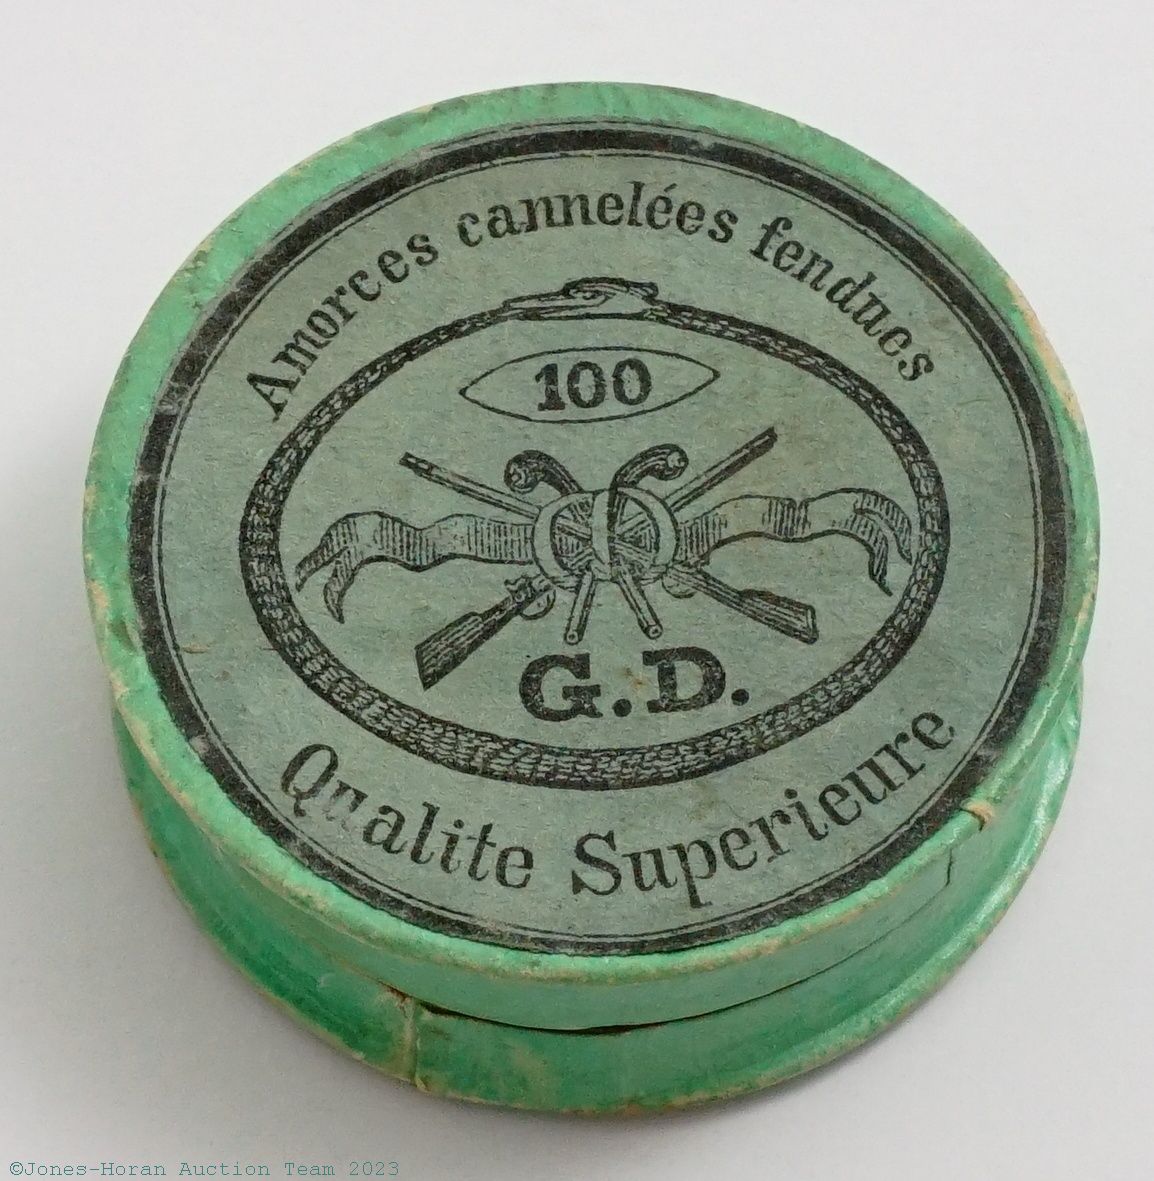 Amorces cannelées fendues
100
G.D.
Qualite Superieure
©Jones-Horan Auction Team 2023